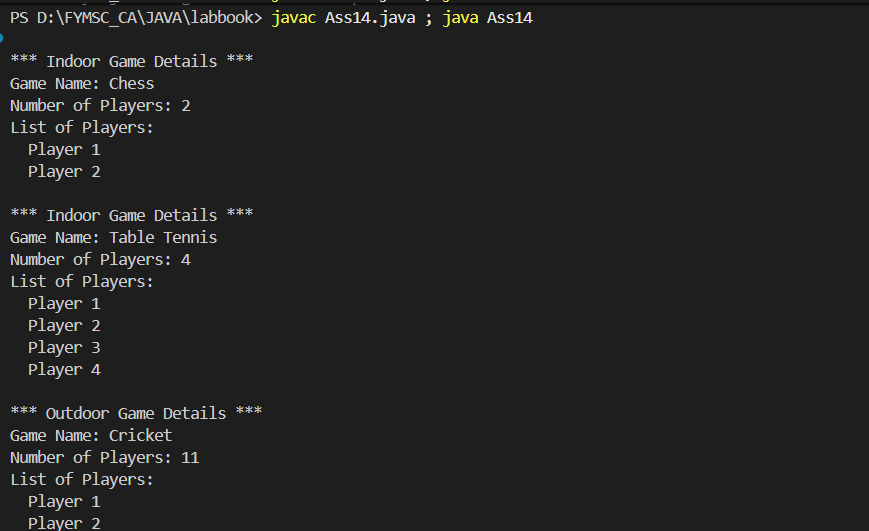 PS D:\FYMSC_CA\JAVA\labbook> javac Ass14.java ; java Ass14
*** Indoor Game Details ***
Game Name: Chess
Number of Players: 2
List of Players:
  Player 1
  Player 2
*** Indoor Game Details ***
Game Name: Table Tennis
Number of Players: 4
List of Players:
  Player 1
  Player 2
  Player 3
  Player 4
*** Outdoor Game Details ***
Game Name: Cricket
Number of Players: 11
List of Players:
  Player 1
  Player 2